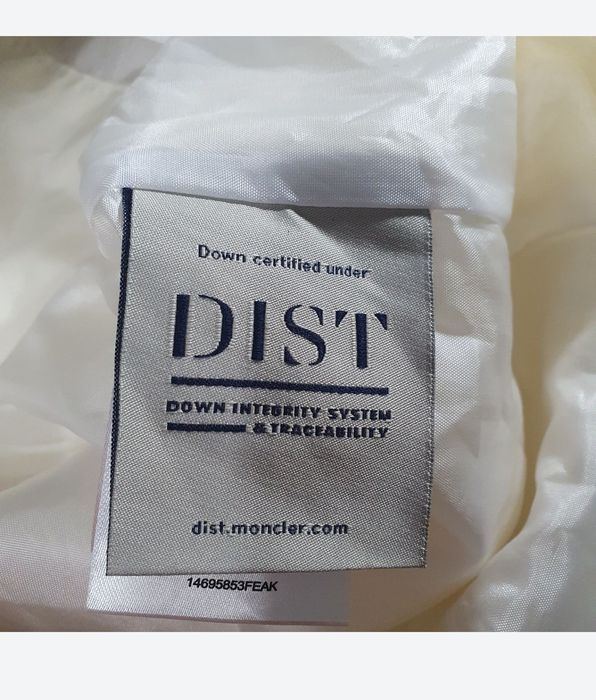 Down certified under
DIST
DOWN INTEGRITY SYSTEM
& TRACEABILITY
dist.moncler.com
14695853FEAK